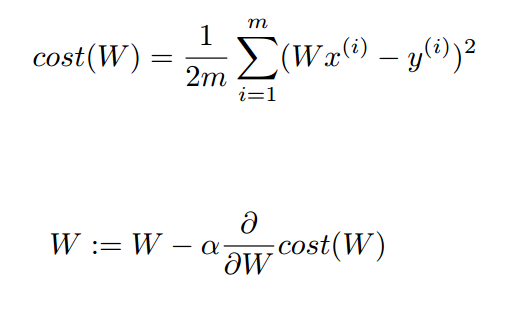 cost(W) = \frac{1}{2m} \sum_{i=1}^{m} (Wx^{(i)} - y^{(i)})^2
W := W - \alpha \frac{\partial}{\partial W} cost(W)